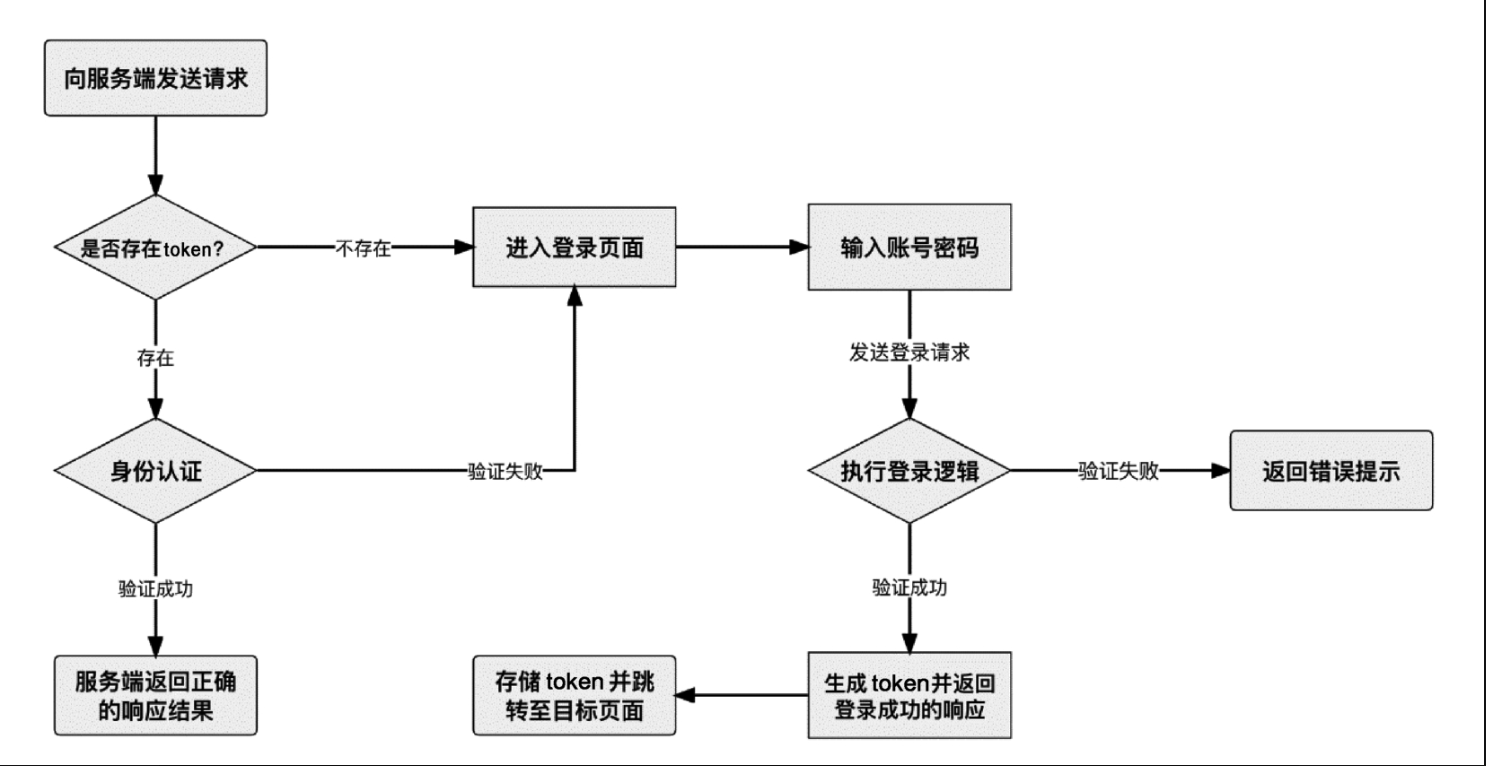 向服务端发送请求
是否存在token?
不存在
进入登录页面
输入账号密码
存在
发送登录请求
身份认证
验证失败
执行登录逻辑
验证失败
返回错误提示
验证成功
验证成功
服务端返回正确
的响应结果
存储 token 并跳
转至目标页面
生成 token并返回
登录成功的响应